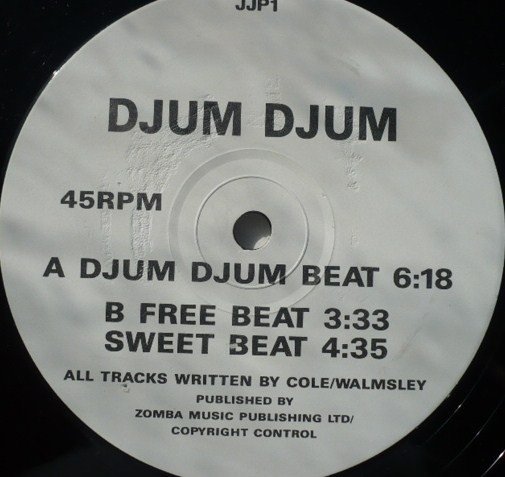 JJP1
DJUM DJUM
45RPM
A DJUM DJUM BEAT 6:18
B FREE BEAT 3:33
SWEET BEAT 4:35
ALL TRACKS WRITTEN BY COLE/WALMSLEY
PUBLISHED BY
ZOMBA MUSIC PUBLISHING LTD/
COPYRIGHT CONTROL